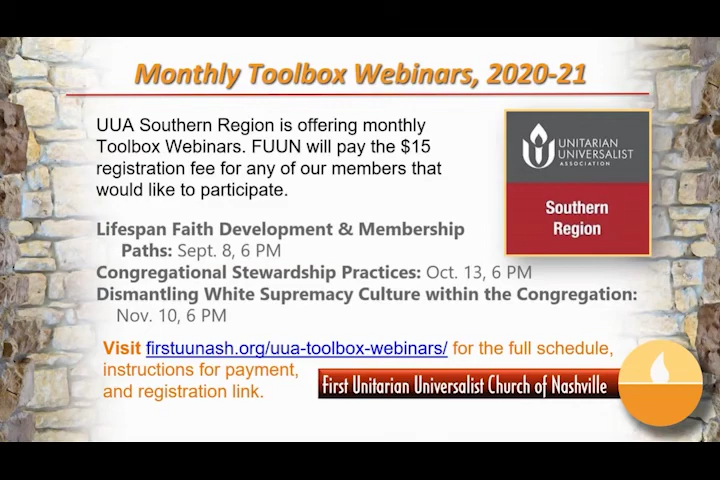 Monthly Toolbox Webinars, 2020-21
UUA Southern Region is offering monthly
Toolbox Webinars. FUUN will pay the $15
registration fee for any of our members that
would like to participate.
UNITARIAN
UNIVERSALIST
ASSOCIATION
Southern
Region
Lifespan Faith Development & Membership
Paths: Sept. 8, 6 PM
Congregational Stewardship Practices: Oct. 13, 6 PM
Dismantling White Supremacy Culture within the Congregation:
Nov. 10, 6 PM
Visit firstuunash.org/uua-toolbox-webinars/ for the full schedule,
instructions for payment,
and registration link.
First Unitarian Universalist Church of Nashville